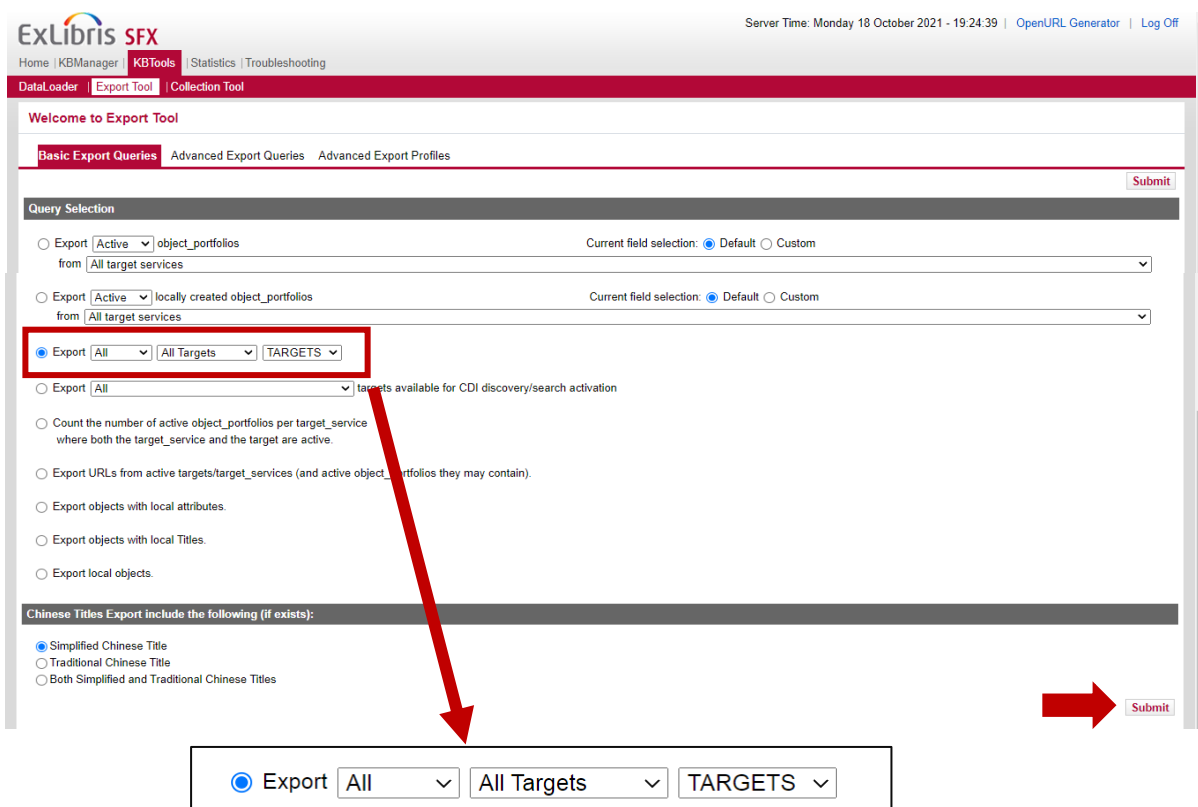 Server Time: Monday 18 October 2021 - 19:24:39 | OpenURL Generator | Log Off
ExLibris SFX
Home | KBManager | KBTools | Statistics | Troubleshooting
DataLoader | Export Tool | Collection Tool
Welcome to Export Tool
Basic Export Queries Advanced Export Queries Advanced Export Profiles
Submit
Query Selection
Export Active object_portfolios Current field selection: Default Custom
from All target services
Export Active locally created object_portfolios Current field selection: Default Custom
from All target services
Export All All Targets TARGETS
Export All targets available for CDI discovery/search activation
Count the number of active object_portfolios per target_service
where both the target_service and the target are active.
Export URLs from active targets/target_services (and active object_portfolios they may contain).
Export objects with local attributes.
Export objects with local Titles.
Export local objects.
Chinese Titles Export include the following (if exists):
Simplified Chinese Title
Traditional Chinese Title
Both Simplified and Traditional Chinese Titles
Submit
Export All All Targets TARGETS